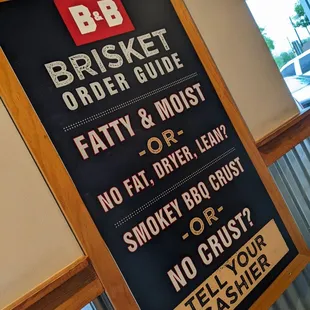 B&B
BRISKET
ORDER GUIDE
FATTY & MOIST
-OR-
NO FAT, DRYER, LEAN?
SMOKEY BBQ CRUST
-OR-
NO CRUST?
TELL YOUR
CASHIER